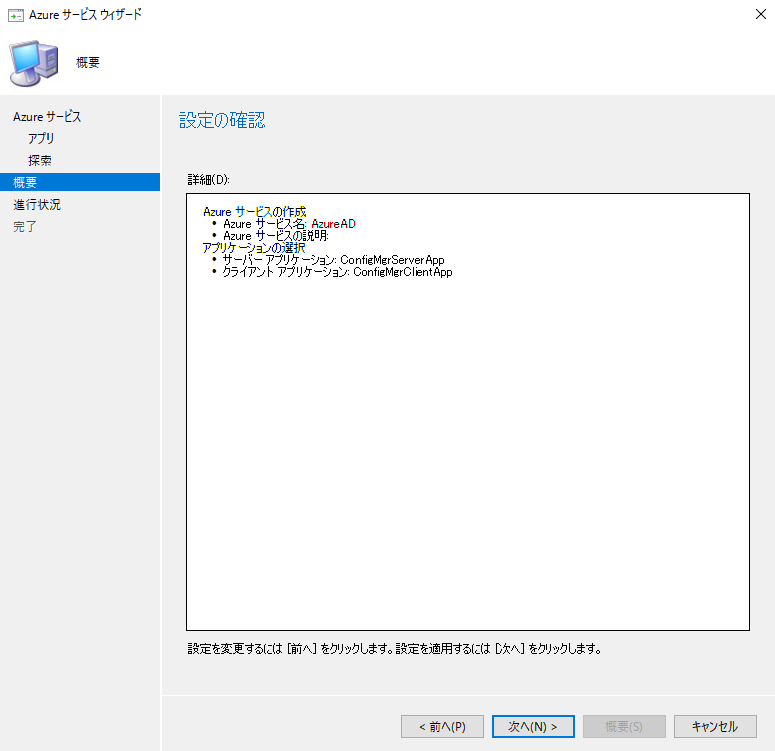 Azure サービス ウィザード
概要
Azure サービス
アプリ
探索
概要
進行状況
完了
設定の確認
詳細(D):
Azure サービスの作成
• Azure サービス名: AzureAD
• Azure サービスの説明:
アプリケーションの選択
• サーバー アプリケーション: ConfigMgrServerApp
• クライアント アプリケーション: ConfigMgrClientApp
設定を変更するには [前へ] をクリックします。設定を適用するには [次へ] をクリックします。
< 前へ(P)
次へ(N) >
概要(S)
キャンセル